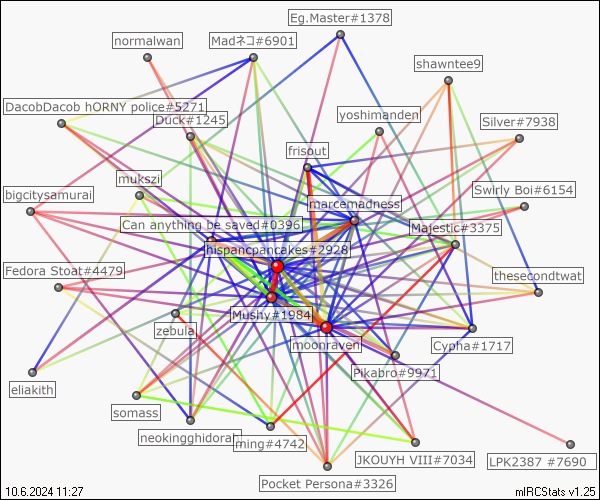 Eg.Master#1378
normalwan
Madネコ#6901
shawntee9
DacobDacob hORNY police#5271
Duck#1245
yoshimanden
Silver#7938
frisout
mukszi
bigcitysamurai
marcemadness
Swirly Boi#6154
Can anything be saved#0396
Majestic#3375
hispancpancakes#2928
Fedora Stoat#4479
thesecondtwat
Mushy#1984
zebula
moonraven
Cypha#1717
Pikabro#9971
eliakith
somass
neokingghidorah
ming#4742
JKOUYH VIII#7034
LPK2387 #7690
Pocket Persona#3326
10.6.2024 11:27
mIRCStats v1.25